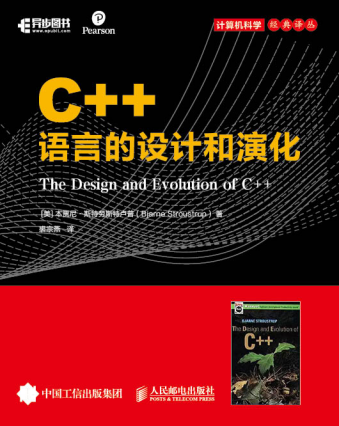 异步图书
www.epubit.com
Pearson
计算机科学 经典译丛
C++
语言的设计和演化
The Design and Evolution of C++
[美] 本贾尼·斯特劳斯特卢普（Bjarne Stroustrup）著
裘宗燕 译
BJARNE STROUSTRUP
The Design and Evolution of
C++
中国工信出版集团
人民邮电出版社
POSTS & TELECOM PRESS